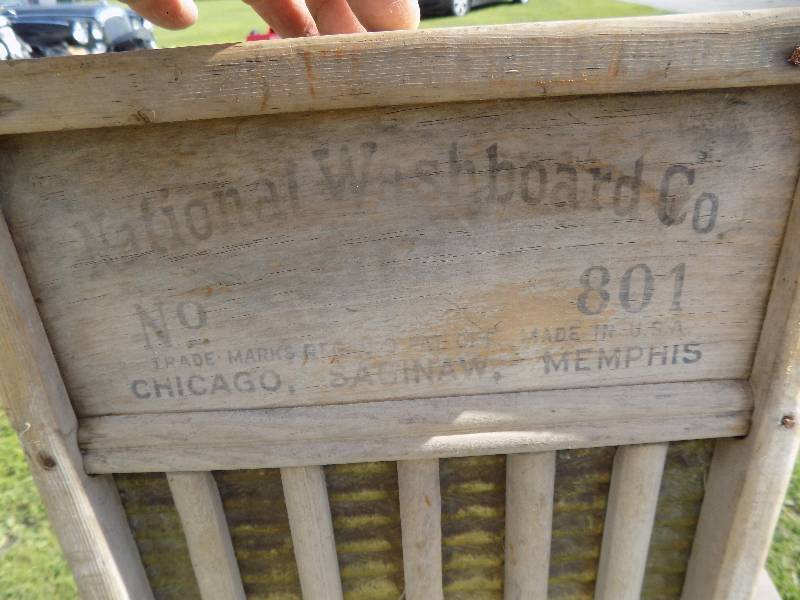 National Washboard Co.
No 801
TRADE MARKS REG. U.S. PAT. OFF. MADE IN U.S.A.
CHICAGO, SAGINAW, MEMPHIS